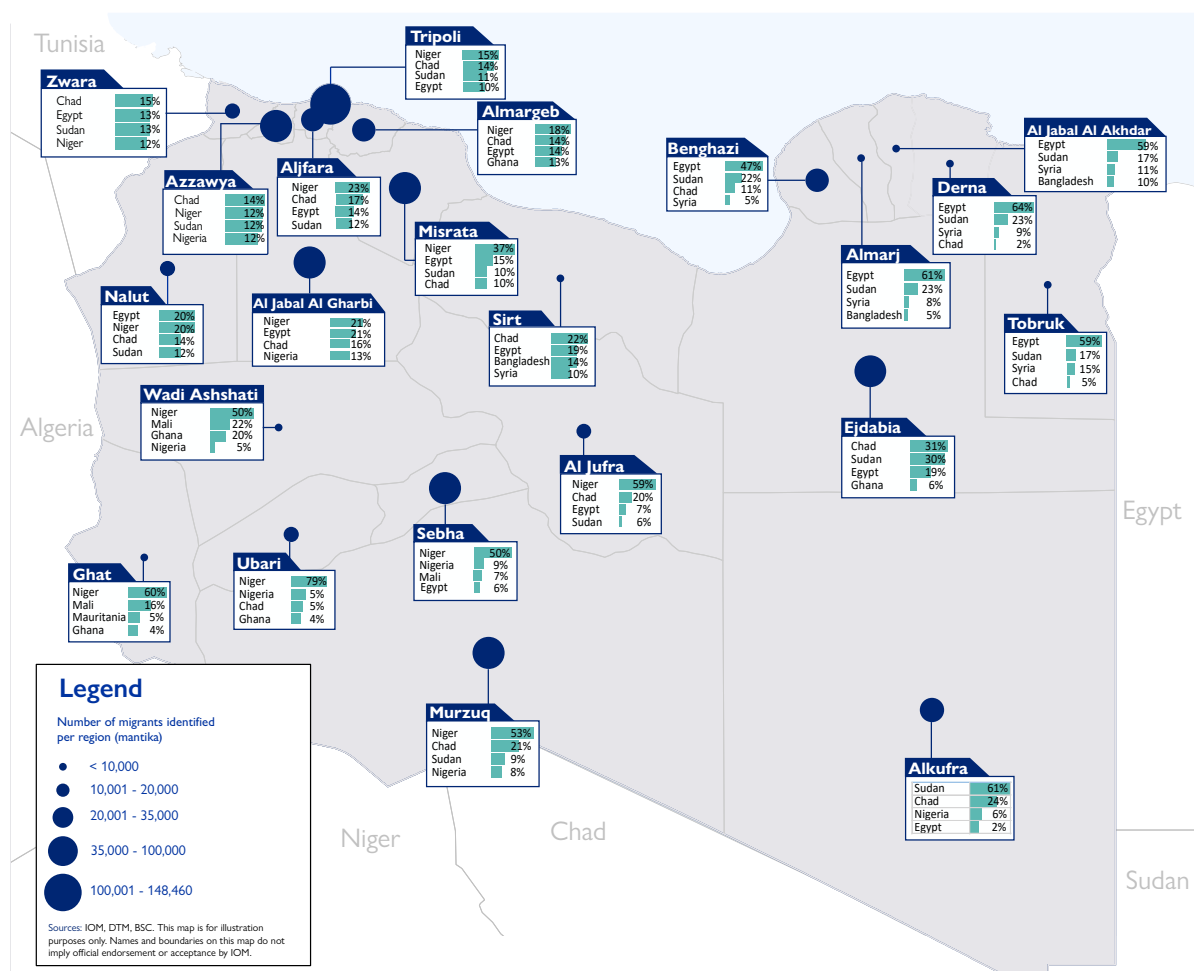 Tunisia
Tripoli
Niger 15%
Chad 14%
Sudan 11%
Egypt 10%
Zwara
Chad 15%
Egypt 13%
Sudan 13%
Niger 12%
Almargeb
Niger 18%
Chad 14%
Egypt 14%
Ghana 13%
Al Jabal Al Akhdar
Egypt 59%
Sudan 17%
Syria 11%
Bangladesh 10%
Benghazi
Egypt 47%
Sudan 22%
Chad 11%
Syria 5%
Azzawya
Chad 14%
Niger 12%
Sudan 12%
Nigeria 12%
Aljfara
Niger 23%
Chad 17%
Egypt 14%
Sudan 12%
Derna
Egypt 64%
Sudan 23%
Syria 9%
Chad 2%
Misrata
Niger 37%
Egypt 15%
Sudan 10%
Chad 10%
Almarj
Egypt 61%
Sudan 23%
Syria 8%
Bangladesh 5%
Nalut
Egypt 20%
Niger 20%
Chad 14%
Sudan 12%
Al Jabal Al Gharbi
Niger 21%
Egypt 21%
Chad 16%
Nigeria 13%
Sirt
Chad 22%
Egypt 19%
Bangladesh 14%
Syria 10%
Tobruk
Egypt 59%
Sudan 17%
Syria 15%
Chad 5%
Wadi Ashshati
Niger 50%
Mali 22%
Ghana 20%
Nigeria 5%
Algeria
Ejdabia
Chad 31%
Sudan 30%
Egypt 19%
Ghana 6%
Al Jufra
Niger 59%
Chad 20%
Egypt 7%
Sudan 6%
Egypt
Sebha
Niger 50%
Nigeria 9%
Mali 7%
Egypt 6%
Ubari
Niger 79%
Nigeria 5%
Chad 5%
Ghana 4%
Ghat
Niger 60%
Mali 16%
Mauritania 5%
Ghana 4%
Murzuq
Niger 53%
Chad 21%
Sudan 9%
Nigeria 8%
Alkufra
Sudan 61%
Chad 24%
Nigeria 6%
Egypt 2%
Niger
Chad
Sudan
Legend
Number of migrants identified
per region (mantika)
< 10,000
10,001 - 20,000
20,001 - 35,000
35,000 - 100,000
100,001 - 148,460
Sources: IOM, DTM, BSC. This map is for illustration
purposes only. Names and boundaries on this map do not
imply official endorsement or acceptance by IOM.